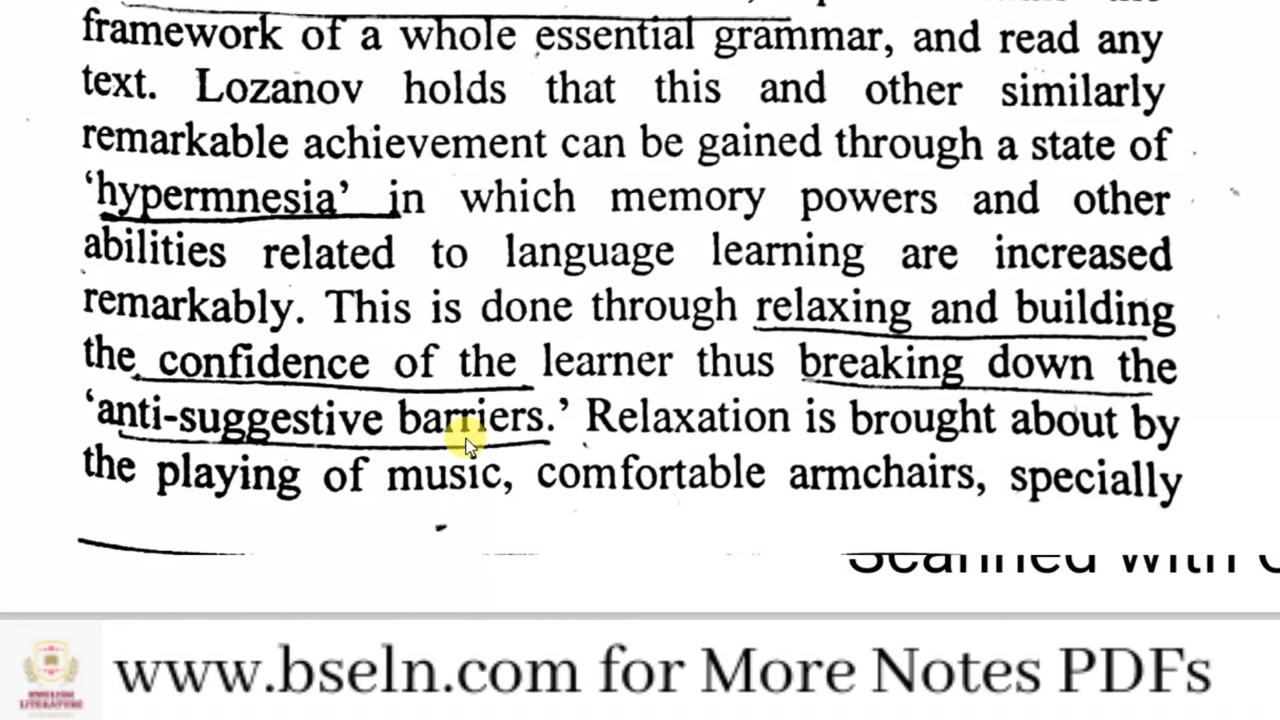 framework of a whole essential grammar, and read any
text. Lozanov holds that this and other similarly
remarkable achievement can be gained through a state of
‘hypermnesia’ in which memory powers and other
abilities related to language learning are increased
remarkably. This is done through relaxing and building
the confidence of the learner thus breaking down the
‘anti-suggestive barriers.’ Relaxation is brought about by
the playing of music, comfortable armchairs, specially
Scanned with
www.bseln.com for More Notes PDFs